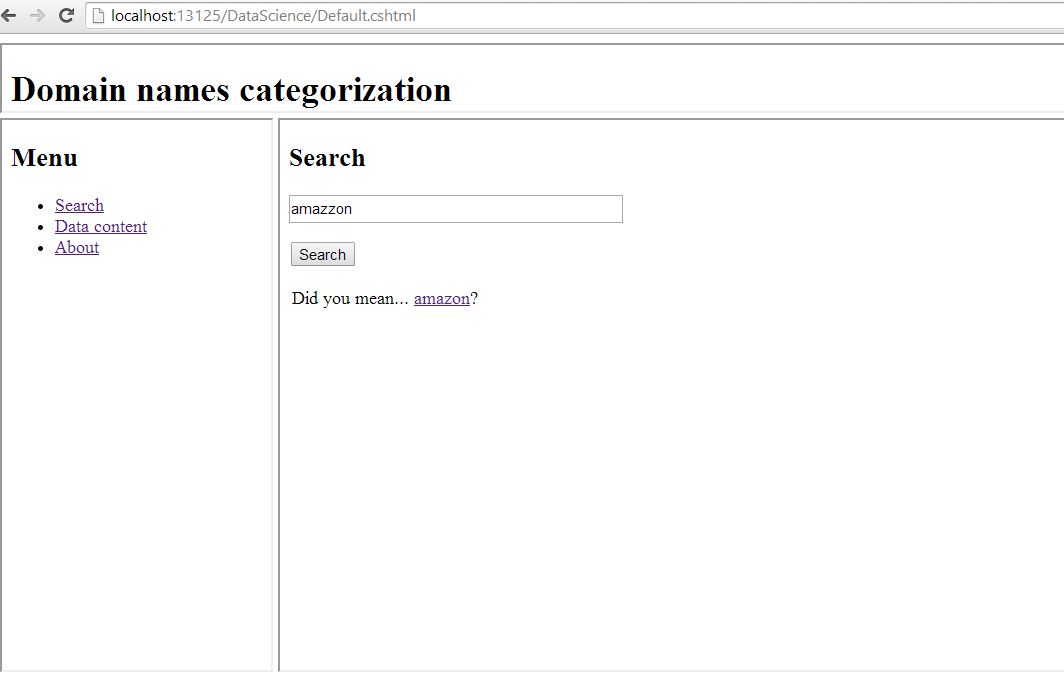 localhost:13125/DataScience/Default.cshtml
Domain names categorization
Menu
Search
Data content
About
Search
amazzon
Search
Did you mean... amazon?